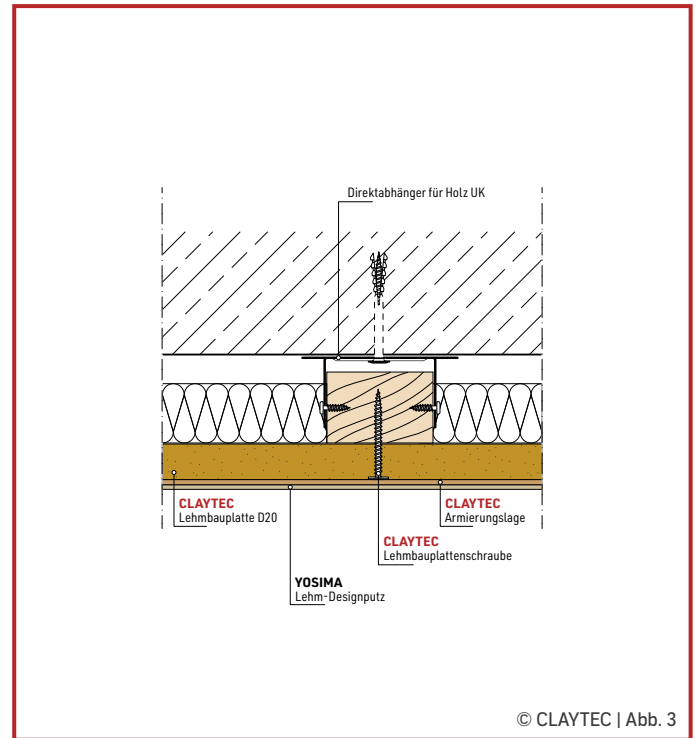 Direktabhänger für Holz UK
CLAYTEC
Lehmbauplatte D20
CLAYTEC
Armierungslage
CLAYTEC
Lehmbauplattenschraube
YOSIMA
Lehm-Designputz
© CLAYTEC | Abb. 3